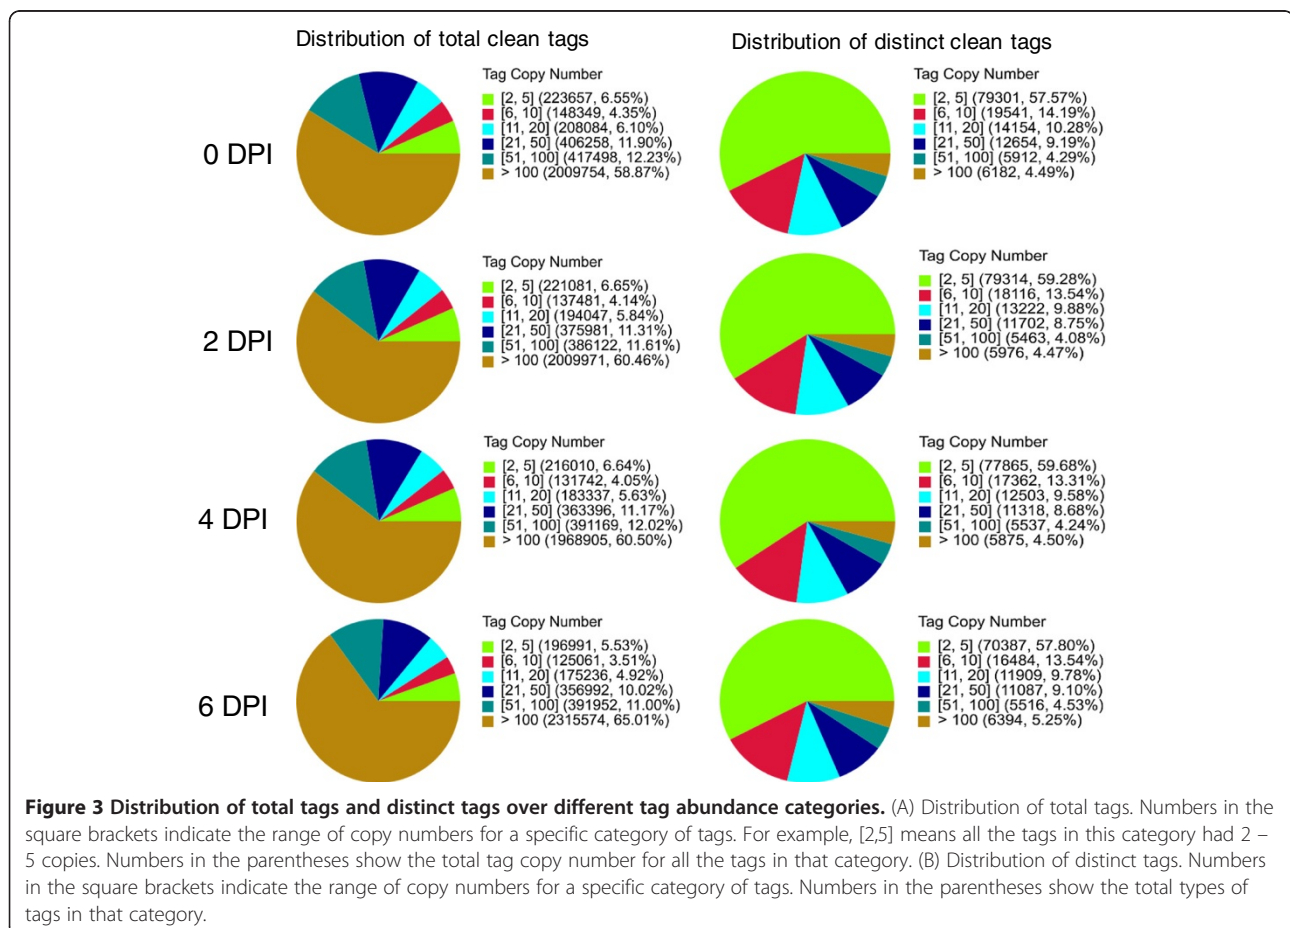 Distribution of total clean tags
Distribution of distinct clean tags
0 DPI
Tag Copy Number
[2, 5] (223657, 6.55%)
[6, 10] (148349, 4.35%)
[11, 20] (208084, 6.10%)
[21, 50] (406258, 11.90%)
[51, 100] (417498, 12.23%)
> 100 (2009754, 58.87%)
Tag Copy Number
[2, 5] (79301, 57.57%)
[6, 10] (19541, 14.19%)
[11, 20] (14154, 10.28%)
[21, 50] (12654, 9.19%)
[51, 100] (5912, 4.29%)
> 100 (6182, 4.49%)
2 DPI
Tag Copy Number
[2, 5] (221081, 6.65%)
[6, 10] (137481, 4.14%)
[11, 20] (194047, 5.84%)
[21, 50] (375981, 11.31%)
[51, 100] (386122, 11.61%)
> 100 (2009971, 60.46%)
Tag Copy Number
[2, 5] (79314, 59.28%)
[6, 10] (18116, 13.54%)
[11, 20] (13222, 9.88%)
[21, 50] (11702, 8.75%)
[51, 100] (5463, 4.08%)
> 100 (5976, 4.47%)
4 DPI
Tag Copy Number
[2, 5] (216010, 6.64%)
[6, 10] (131742, 4.05%)
[11, 20] (183337, 5.63%)
[21, 50] (363396, 11.17%)
[51, 100] (391169, 12.02%)
> 100 (1968905, 60.50%)
Tag Copy Number
[2, 5] (77865, 59.68%)
[6, 10] (17362, 13.31%)
[11, 20] (12503, 9.58%)
[21, 50] (11318, 8.68%)
[51, 100] (5537, 4.24%)
> 100 (5875, 4.50%)
6 DPI
Tag Copy Number
[2, 5] (196991, 5.53%)
[6, 10] (125061, 3.51%)
[11, 20] (175236, 4.92%)
[21, 50] (356992, 10.02%)
[51, 100] (391952, 11.00%)
> 100 (2315574, 65.01%)
Tag Copy Number
[2, 5] (70387, 57.80%)
[6, 10] (16484, 13.54%)
[11, 20] (11909, 9.78%)
[21, 50] (11087, 9.10%)
[51, 100] (5516, 4.53%)
> 100 (6394, 5.25%)
Figure 3 Distribution of total tags and distinct tags over different tag abundance categories. (A) Distribution of total tags. Numbers in the
square brackets indicate the range of copy numbers for a specific category of tags. For example, [2,5] means all the tags in this category had 2 –
5 copies. Numbers in the parentheses show the total tag copy number for all the tags in that category. (B) Distribution of distinct tags. Numbers
in the square brackets indicate the range of copy numbers for a specific category of tags. Numbers in the parentheses show the total types of
tags in that category.